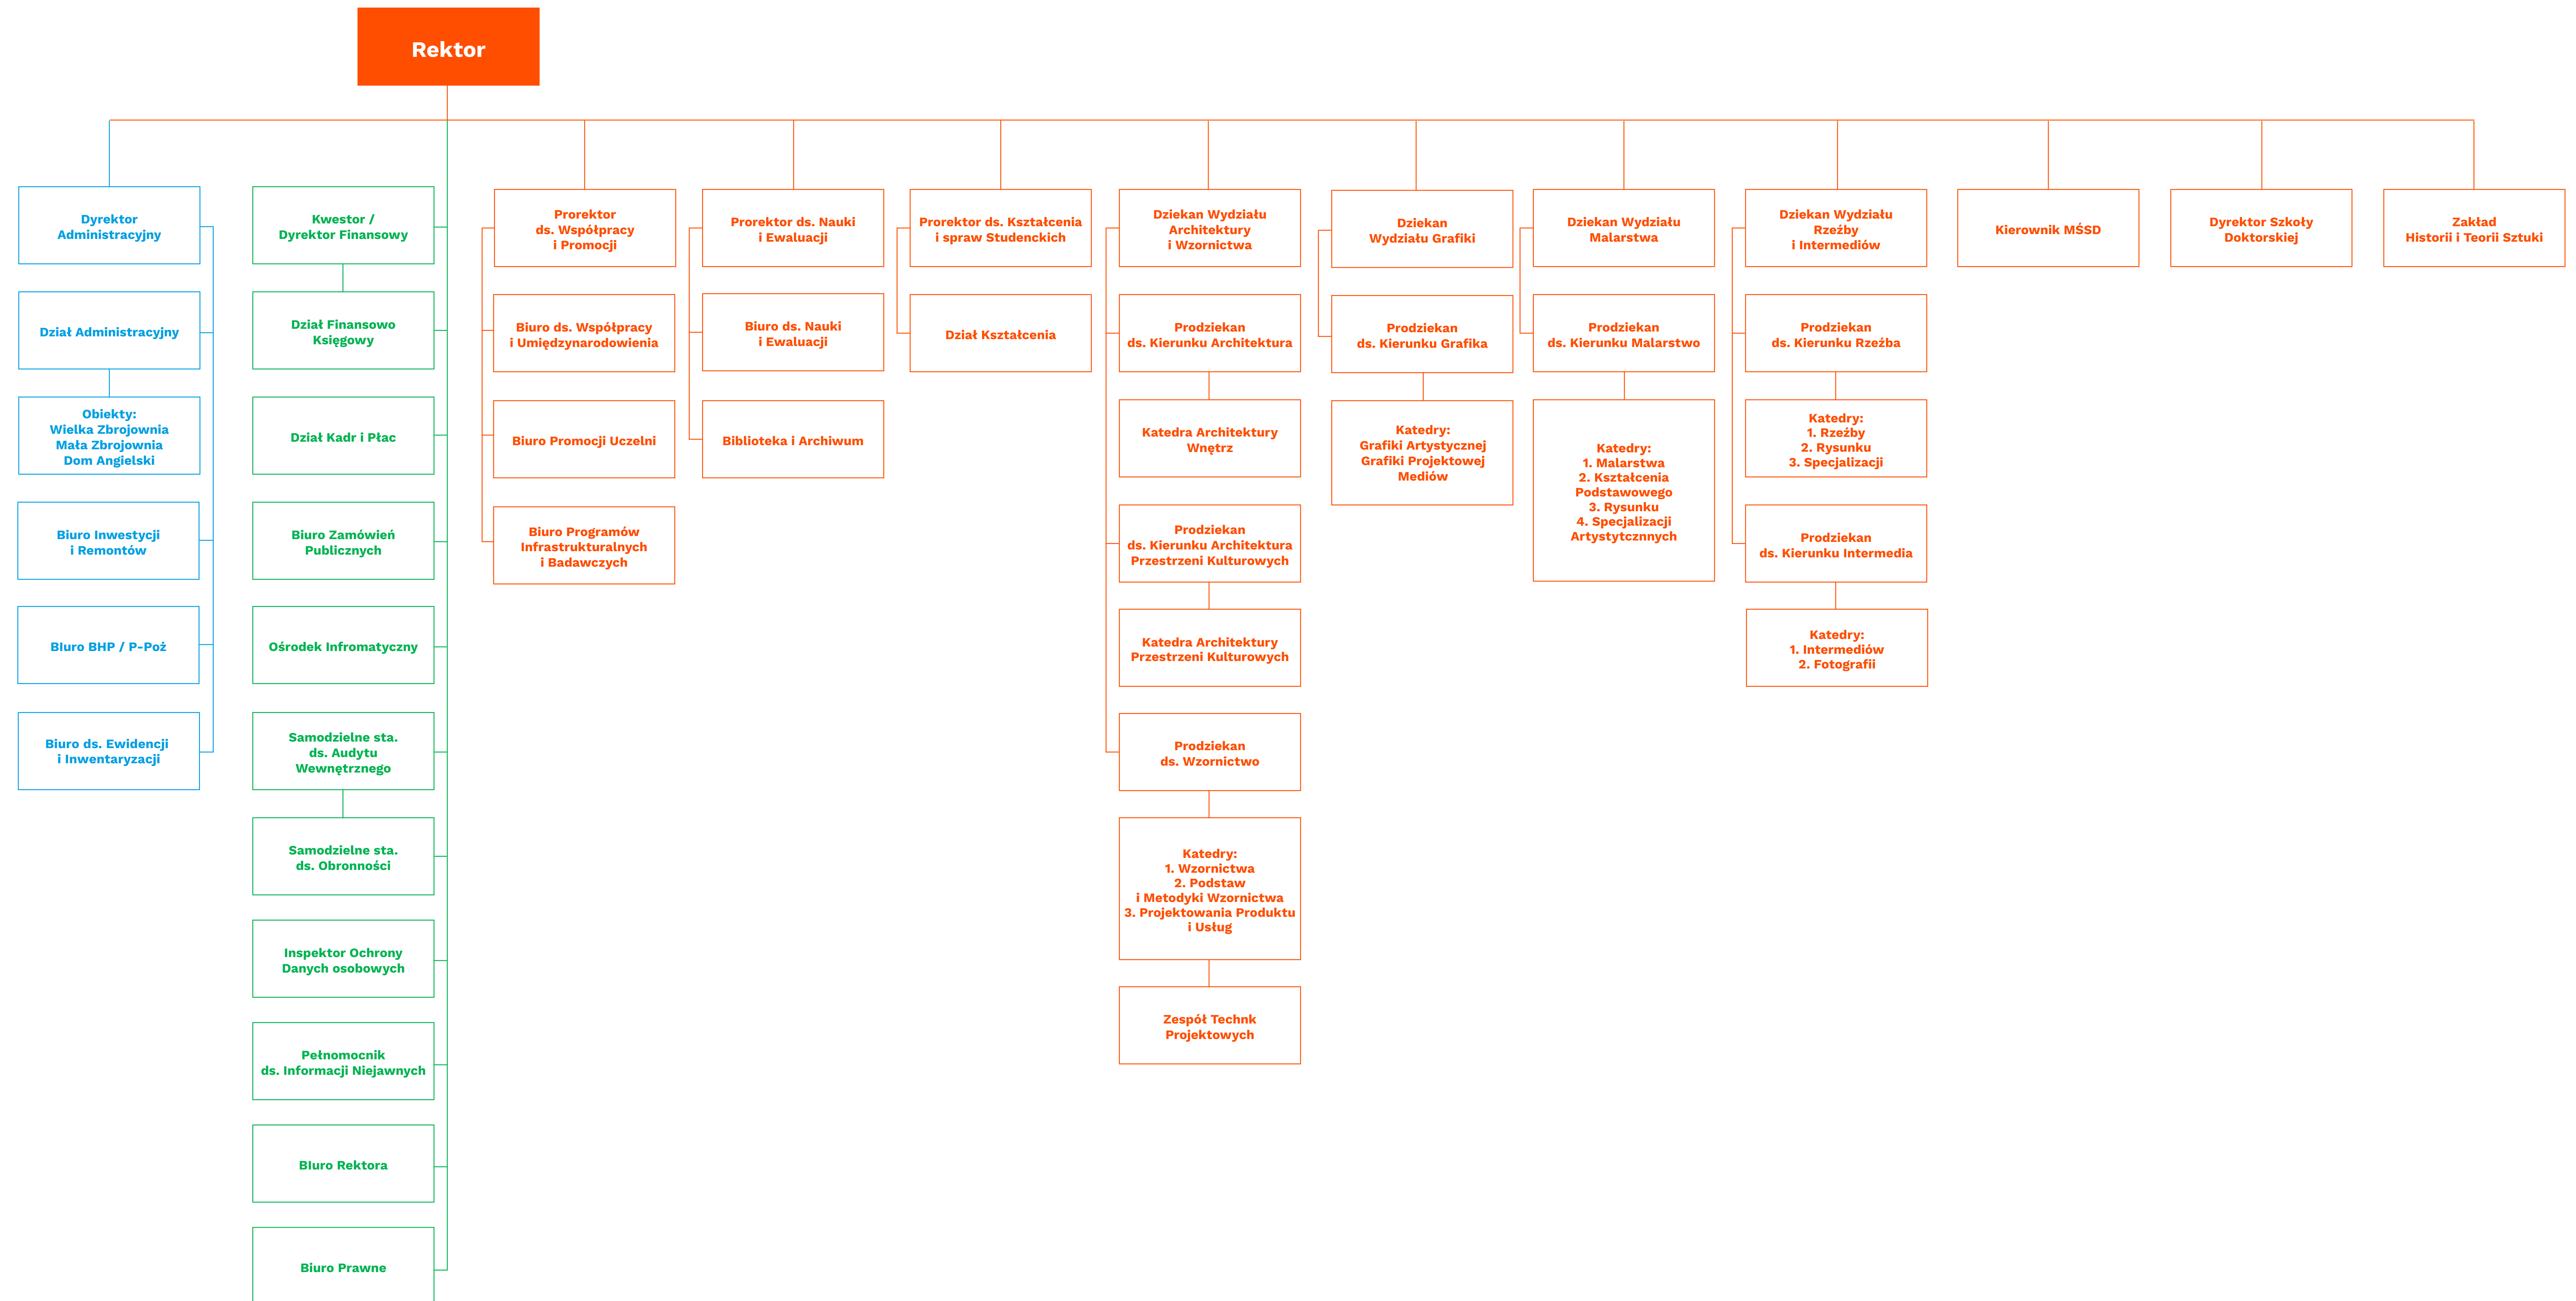 Rektor
Dyrektor
Administracyjny
Dział Administracyjny
Obiekty:
Wielka Zbrojownia
Mała Zbrojownia
Dom Angielski
Biuro Inwestycji
i Remontów
BIuro BHP / P-Poż
Biuro ds. Ewidencji
i Inwentaryzacji
Kwestor /
Dyrektor Finansowy
Dział Finansowo
Księgowy
Dział Kadr i Płac
Biuro Zamówień
Publicznych
Ośrodek Infromatyczny
Samodzielne sta.
ds. Audytu
Wewnętrznego
Samodzielne sta.
ds. Obronności
Inspektor Ochrony
Danych osobowych
Pełnomocnik
ds. Informacji Niejawnych
BIuro Rektora
Biuro Prawne
Prorektor
ds. Współpracy
i Promocji
Biuro ds. Współpracy
i Umiędzynarodowienia
Biuro Promocji Uczelni
Biuro Programów
Infrastrukturalnych
i Badawczych
Prorektor ds. Nauki
i Ewaluacji
Biuro ds. Nauki
i Ewaluacji
Biblioteka i Archiwum
Prorektor ds. Kształcenia
i spraw Studenckich
Dział Kształcenia
Dziekan Wydziału
Architektury
i Wzornictwa
Prodziekan
ds. Kierunku Architektura
Katedra Architektury
Wnętrz
Prodziekan
ds. Kierunku Architektura
Przestrzeni Kulturowych
Katedra Architektury
Przestrzeni Kulturowych
Prodziekan
ds. Wzornictwo
Katedry:
1. Wzornictwa
2. Podstaw
i Metodyki Wzornictwa
3. Projektowania Produktu
i Usług
Zespół Technk
Projektowych
Dziekan
Wydziału Grafiki
Prodziekan
ds. Kierunku Grafika
Katedry:
Grafiki Artystycznej
Grafiki Projektowej
Mediów
Dziekan Wydziału
Malarstwa
Prodziekan
ds. Kierunku Malarstwo
Katedry:
1. Malarstwa
2. Kształcenia
Podstawowego
3. Rysunku
4. Specjalizacji
Artystytcznnych
Dziekan Wydziału
Rzeźby
i Intermediów
Prodziekan
ds. Kierunku Rzeźba
Katedry:
1. Rzeźby
2. Rysunku
3. Specjalizacji
Prodziekan
ds. Kierunku Intermedia
Katedry:
1. Intermediów
2. Fotografii
Kierownik MŚSD
Dyrektor Szkoły
Doktorskiej
Zakład
Historii i Teorii Sztuki